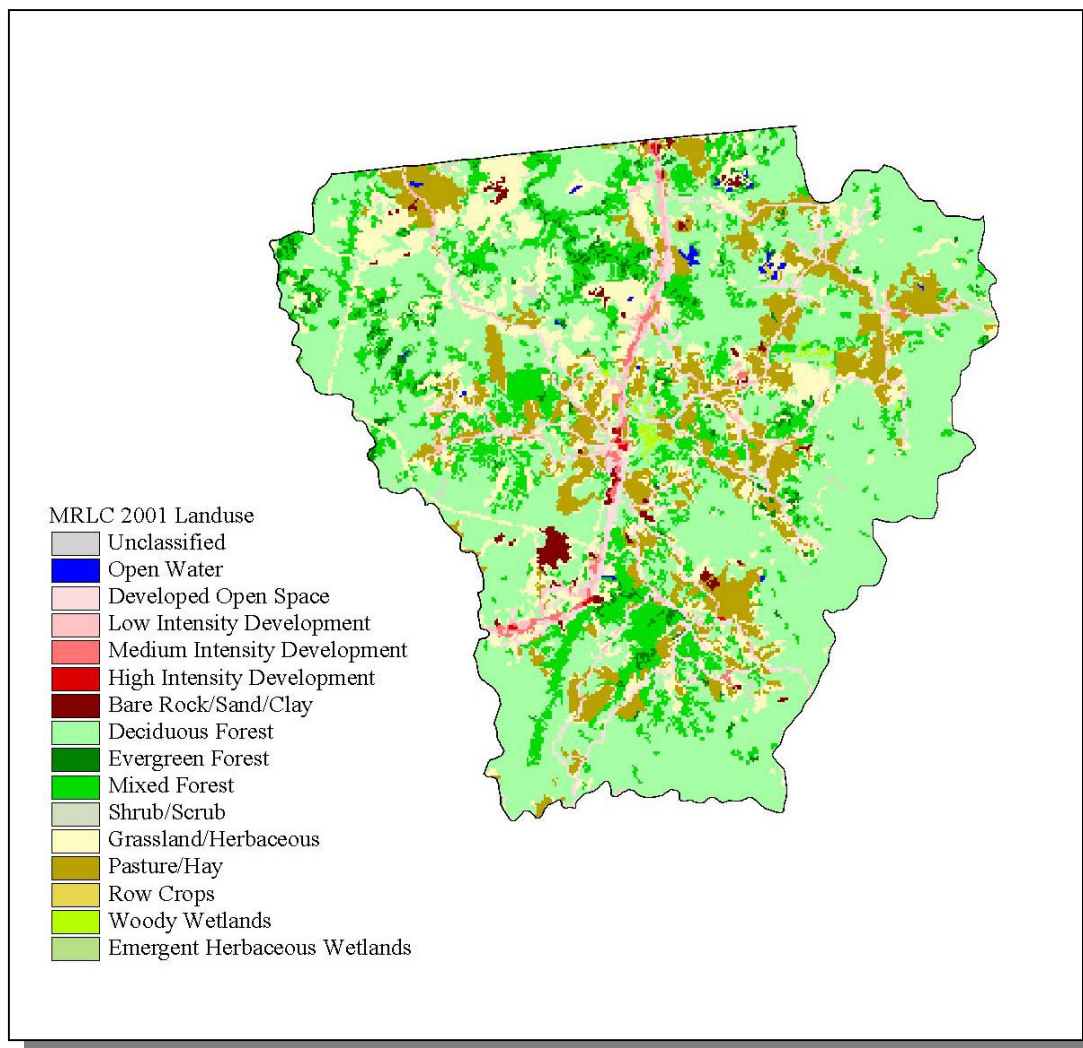 MRLC 2001 Landuse
Unclassified
Open Water
Developed Open Space
Low Intensity Development
Medium Intensity Development
High Intensity Development
Bare Rock/Sand/Clay
Deciduous Forest
Evergreen Forest
Mixed Forest
Shrub/Scrub
Grassland/Herbaceous
Pasture/Hay
Row Crops
Woody Wetlands
Emergent Herbaceous Wetlands